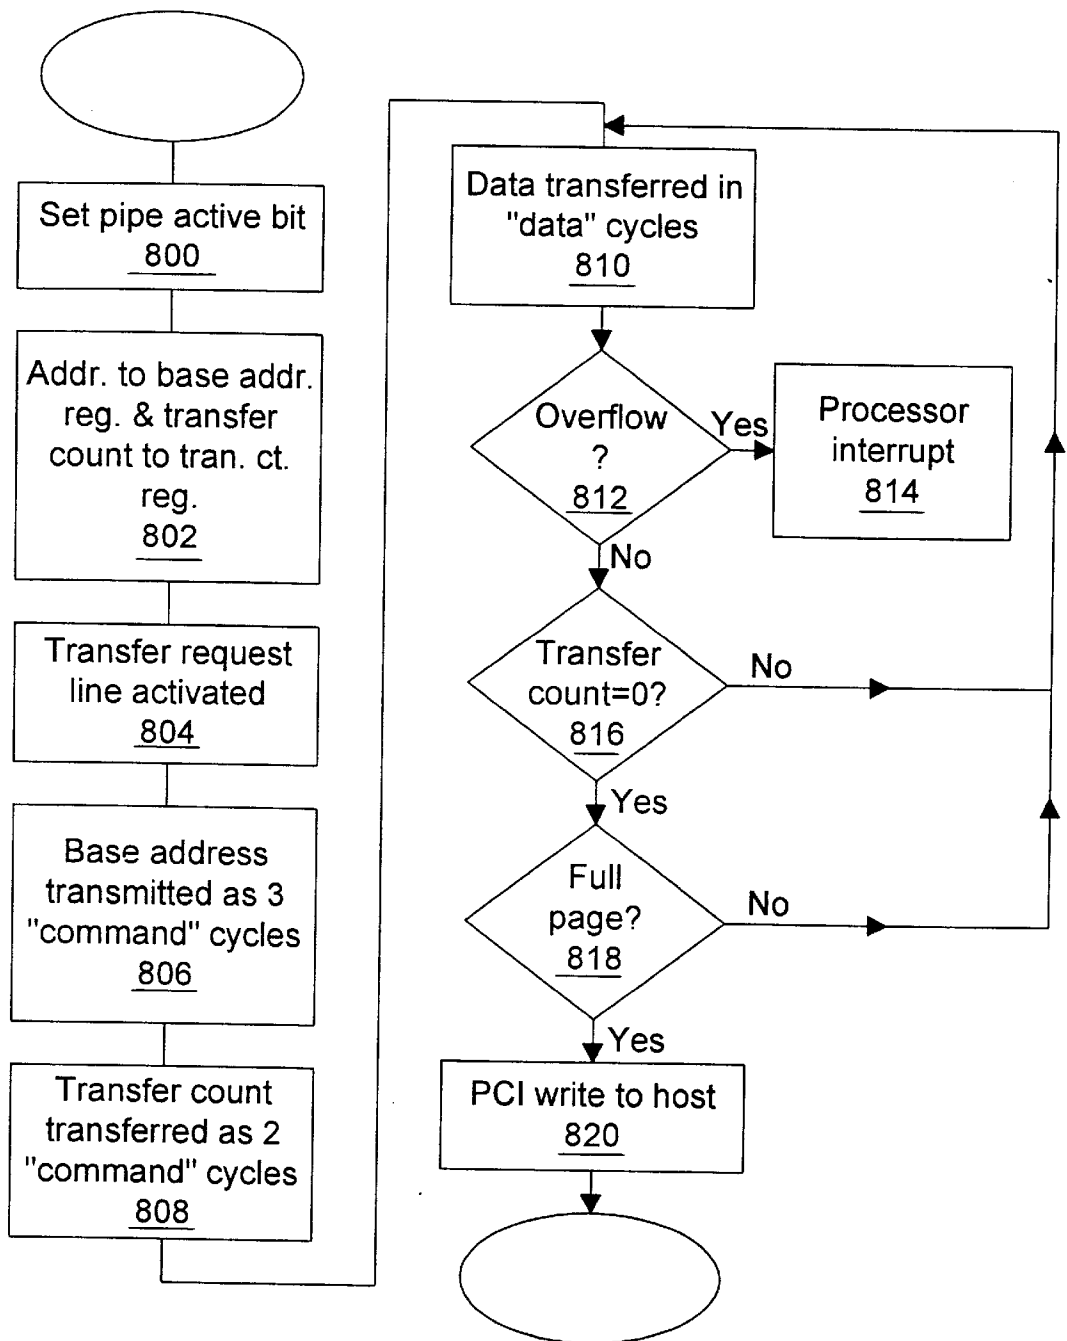 Set pipe active bit
800
Addr. to base addr.
reg. & transfer
count to tran. ct.
reg.
802
Transfer request
line activated
804
Base address
transmitted as 3
"command" cycles
806
Transfer count
transferred as 2
"command" cycles
808
Data transferred in
"data" cycles
810
Overflow
?
812
Yes
Processor
interrupt
814
No
Transfer
count=0?
816
No
Yes
Full
page?
818
No
Yes
PCI write to host
820